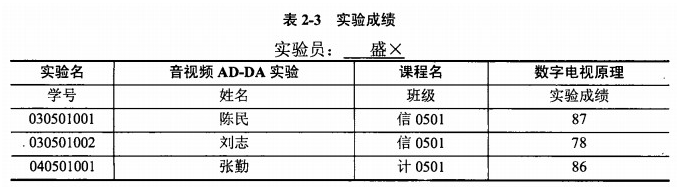 表 2-3 实验成绩
实验员： 盛×
实验名 音视频 AD-DA 实验 课程名 数字电视原理
学号 姓名 班级 实验成绩
030501001 陈民 信 0501 87
030501002 刘志 信 0501 78
040501001 张勤 计 0501 86